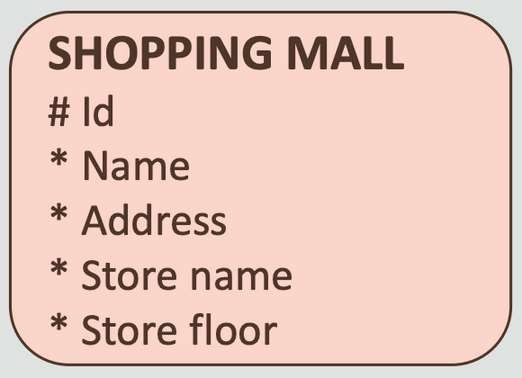 SHOPPING MALL
# Id
* Name
* Address
* Store name
* Store floor